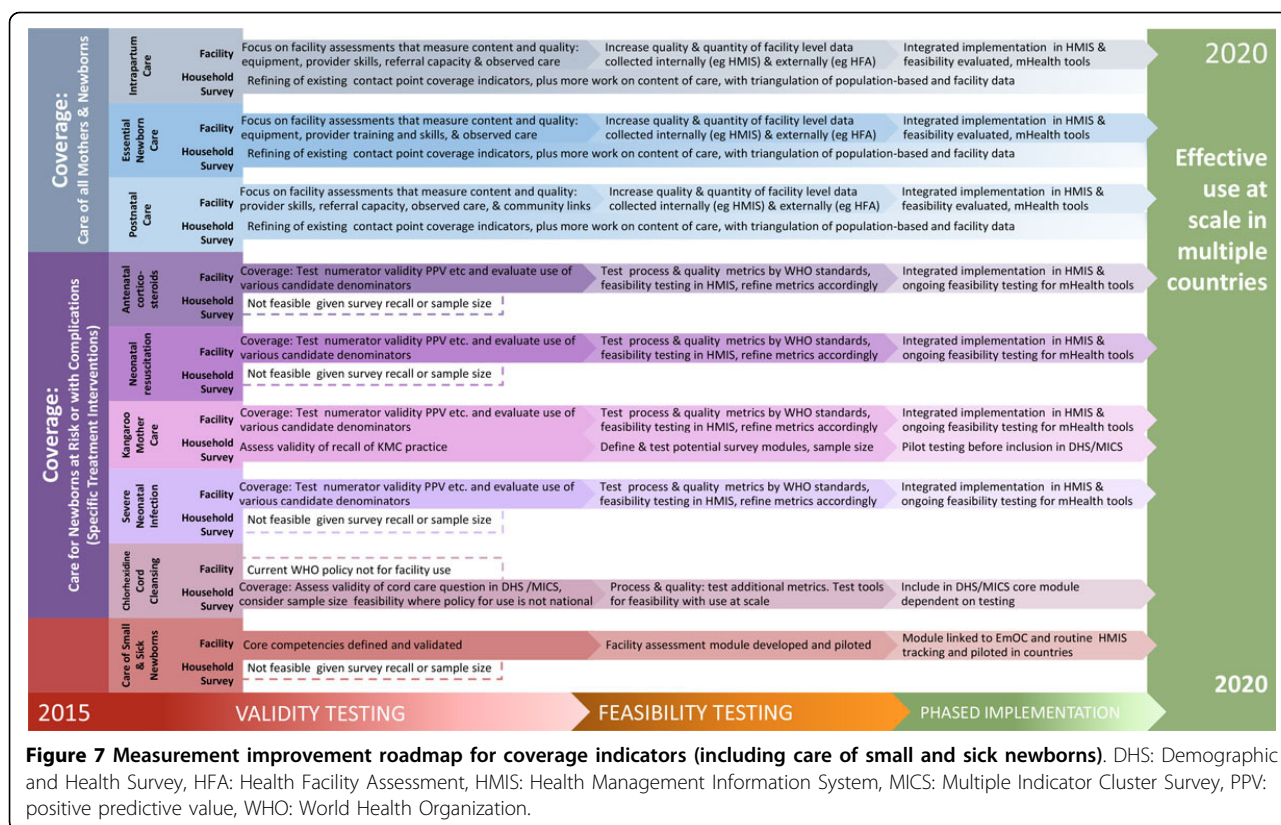 Coverage:
Care of all Mothers & Newborns
Intrapartum
Care
Facility
Focus on facility assessments that measure content and quality:
equipment, provider skills, referral capacity & observed care
Increase quality & quantity of facility level data
collected internally (eg HMIS) & externally (eg HFA)
Integrated implementation in HMIS &
feasibility evaluated, mHealth tools
Household
Survey
Refining of existing contact point coverage indicators, plus more work on content of care, with triangulation of population-based and facility data
Essential
Newborn
Care
Facility
Focus on facility assessments that measure content and quality:
equipment, provider training and skills, & observed care
Increase quality & quantity of facility level data
collected internally (eg HMIS) & externally (eg HFA)
Integrated implementation in HMIS &
feasibility evaluated, mHealth tools
Household
Survey
Refining of existing contact point coverage indicators, plus more work on content of care, with triangulation of population-based and facility data
Postnatal
Care
Facility
Focus on facility assessments that measure content and quality:
provider skills, referral capacity, observed care, & community links
Increase quality & quantity of facility level data
collected internally (eg HMIS) & externally (eg HFA)
Integrated implementation in HMIS &
feasibility evaluated, mHealth tools
Household
Survey
Refining of existing contact point coverage indicators, plus more work on content of care, with triangulation of population-based and facility data
Coverage:
Care for Newborns at Risk or with Complications
(Specific Treatment Interventions)
Antenatal
cortico-
steroids
Facility
Coverage: Test numerator validity PPV etc and evaluate use of
various candidate denominators
Test process & quality metrics by WHO standards,
feasibility testing in HMIS, refine metrics accordingly
Integrated implementation in HMIS &
ongoing feasibility testing for mHealth tools
Household
Survey
Not feasible given survey recall or sample size
Neonatal
resuscitation
Facility
Coverage: Test numerator validity PPV etc. and evaluate use of
various candidate denominators
Test process & quality metrics by WHO standards,
feasibility testing in HMIS, refine metrics accordingly
Integrated implementation in HMIS &
ongoing feasibility testing for mHealth tools
Household
Survey
Not feasible given survey recall or sample size
Kangaroo
Mother
Care
Facility
Coverage: Test numerator validity PPV etc. and evaluate use of
various candidate denominators
Test process & quality metrics by WHO standards,
feasibility testing in HMIS, refine metrics accordingly
Integrated implementation in HMIS &
ongoing feasibility testing for mHealth tools
Household
Survey
Assess validity of recall of KMC practice
Define & test potential survey modules, sample size
Pilot testing before inclusion in DHS/MICS
Severe
Neonatal
Infection
Facility
Coverage: Test numerator validity PPV etc. and evaluate use of
various candidate denominators
Test process & quality metrics by WHO standards,
feasibility testing in HMIS, refine metrics accordingly
Integrated implementation in HMIS &
ongoing feasibility testing for mHealth tools
Household
Survey
Not feasible given survey recall or sample size
Chlorhexidine
Cord
Cleansing
Facility
Current WHO policy not for facility use
Household
Survey
Coverage: Assess validity of cord care question in DHS /MICS,
consider sample size feasibility where policy for use is not national
Process & quality: test additional metrics. Test tools
for feasibility with use at scale
Include in DHS/MICS core module
dependent on testing
Care of Small
& Sick
Newborns
Facility
Core competencies defined and validated
Facility assessment module developed and piloted
Module linked to EmOC and routine HMIS
tracking and piloted in countries
Household
Survey
Not feasible given survey recall or sample size
2020
Effective
use at
scale in
multiple
countries
2020
2015
VALIDITY TESTING
FEASIBILITY TESTING
PHASED IMPLEMENTATION
Figure 7 Measurement improvement roadmap for coverage indicators (including care of small and sick newborns). DHS: Demographic
and Health Survey, HFA: Health Facility Assessment, HMIS: Health Management Information System, MICS: Multiple Indicator Cluster Survey, PPV:
positive predictive value, WHO: World Health Organization.